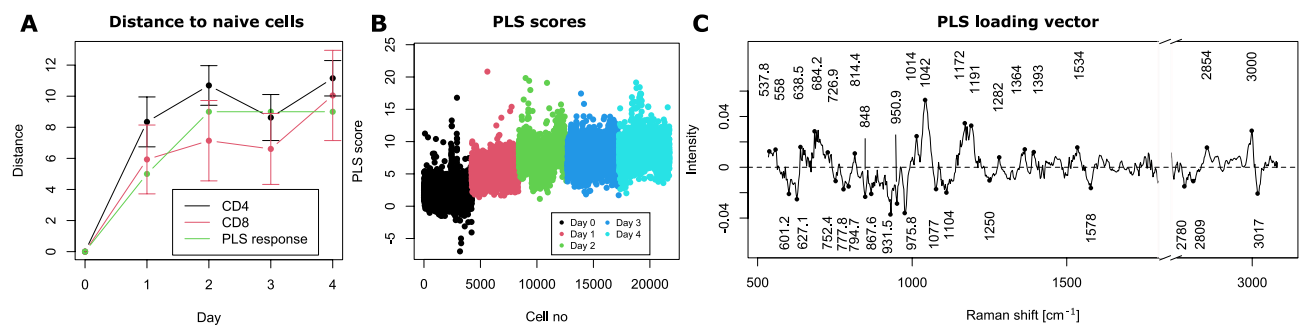 A
Distance to naive cells
Distance
12
10
8
6
4
2
0
CD4
CD8
PLS response
0 1 2 3 4
Day
B
PLS scores
PLS score
25
20
15
10
5
0
-5
Day 0
Day 1
Day 2
Day 3
Day 4
0 5000 10000 15000 20000
Cell no
C
PLS loading vector
Intensity
0.04
0
-0.04
537.8
558
638.5
684.2
726.9
814.4
848
950.9
1014
1042
1172
1191
1282
1364
1393
1534
2854
3000
601.2
627.1
752.4
777.8
794.7
867.6
931.5
975.8
1077
1104
1250
1578
2780
2809
3017
500 1000 1500 3000
Raman shift [cm⁻¹]